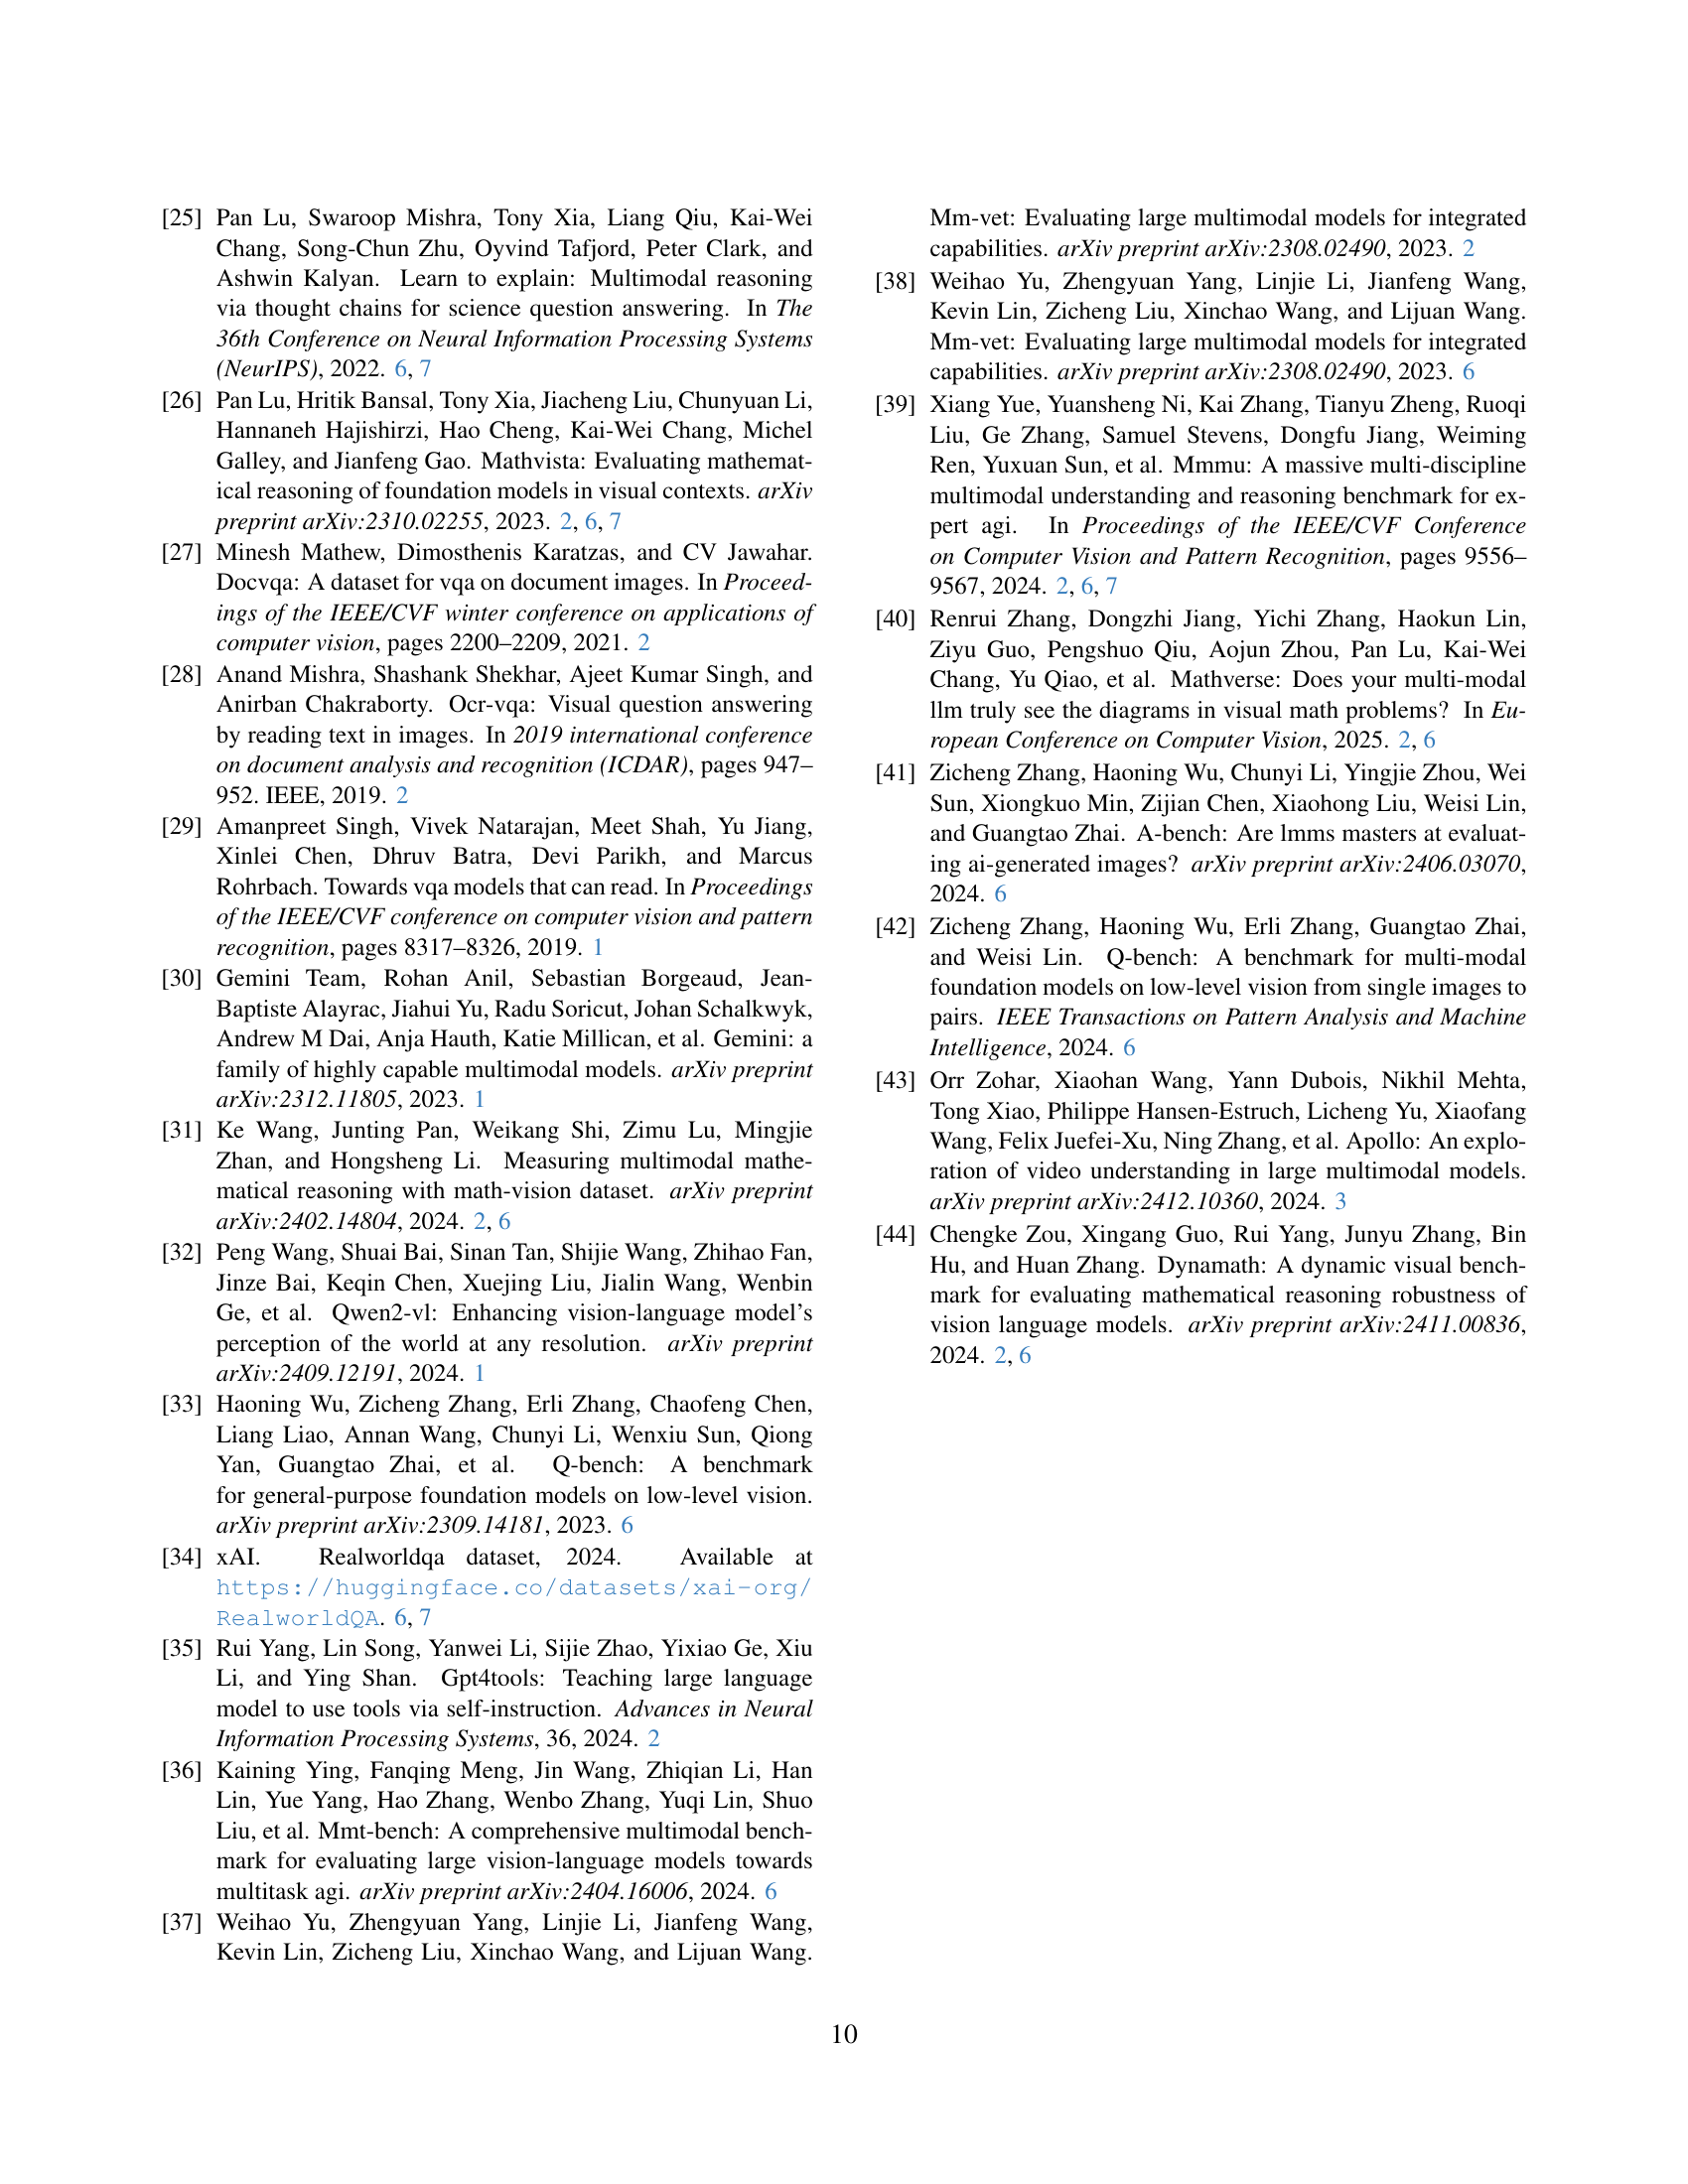 [25] Pan Lu, Swaroop Mishra, Tony Xia, Liang Qiu, Kai-Wei
Chang, Song-Chun Zhu, Oyvind Tafjord, Peter Clark, and
Ashwin Kalyan. Learn to explain: Multimodal reasoning
via thought chains for science question answering. In The
36th Conference on Neural Information Processing Systems
(NeurIPS), 2022. 6, 7
[26] Pan Lu, Hritik Bansal, Tony Xia, Jiacheng Liu, Chunyuan Li,
Hannaneh Hajishirzi, Hao Cheng, Kai-Wei Chang, Michel
Galley, and Jianfeng Gao. Mathvista: Evaluating mathemat-
ical reasoning of foundation models in visual contexts. arXiv
preprint arXiv:2310.02255, 2023. 2, 6, 7
[27] Minesh Mathew, Dimosthenis Karatzas, and CV Jawahar.
Docvqa: A dataset for vqa on document images. In Proceed-
ings of the IEEE/CVF winter conference on applications of
computer vision, pages 2200–2209, 2021. 2
[28] Anand Mishra, Shashank Shekhar, Ajeet Kumar Singh, and
Anirban Chakraborty. Ocr-vqa: Visual question answering
by reading text in images. In 2019 international conference
on document analysis and recognition (ICDAR), pages 947–
952. IEEE, 2019. 2
[29] Amanpreet Singh, Vivek Natarajan, Meet Shah, Yu Jiang,
Xinlei Chen, Dhruv Batra, Devi Parikh, and Marcus
Rohrbach. Towards vqa models that can read. In Proceedings
of the IEEE/CVF conference on computer vision and pattern
recognition, pages 8317–8326, 2019. 1
[30] Gemini Team, Rohan Anil, Sebastian Borgeaud, Jean-
Baptiste Alayrac, Jiahui Yu, Radu Soricut, Johan Schalkwyk,
Andrew M Dai, Anja Hauth, Katie Millican, et al. Gemini: a
family of highly capable multimodal models. arXiv preprint
arXiv:2312.11805, 2023. 1
[31] Ke Wang, Junting Pan, Weikang Shi, Zimu Lu, Mingjie
Zhan, and Hongsheng Li. Measuring multimodal mathe-
matical reasoning with math-vision dataset. arXiv preprint
arXiv:2402.14804, 2024. 2, 6
[32] Peng Wang, Shuai Bai, Sinan Tan, Shijie Wang, Zhihao Fan,
Jinze Bai, Keqin Chen, Xuejing Liu, Jialin Wang, Wenbin
Ge, et al. Qwen2-vl: Enhancing vision-language model's
perception of the world at any resolution. arXiv preprint
arXiv:2409.12191, 2024. 1
[33] Haoning Wu, Zicheng Zhang, Erli Zhang, Chaofeng Chen,
Liang Liao, Annan Wang, Chunyi Li, Wenxiu Sun, Qiong
Yan, Guangtao Zhai, et al. Q-bench: A benchmark
for general-purpose foundation models on low-level vision.
arXiv preprint arXiv:2309.14181, 2023. 6
[34] xAI. Realworldqa dataset, 2024. Available at
https://huggingface.co/datasets/xai-org/
RealworldQA. 6, 7
[35] Rui Yang, Lin Song, Yanwei Li, Sijie Zhao, Yixiao Ge, Xiu
Li, and Ying Shan. Gpt4tools: Teaching large language
model to use tools via self-instruction. Advances in Neural
Information Processing Systems, 36, 2024. 2
[36] Kaining Ying, Fanqing Meng, Jin Wang, Zhiqian Li, Han
Lin, Yue Yang, Hao Zhang, Wenbo Zhang, Yuqi Lin, Shuo
Liu, et al. Mmt-bench: A comprehensive multimodal bench-
mark for evaluating large vision-language models towards
multitask agi. arXiv preprint arXiv:2404.16006, 2024. 6
[37] Weihao Yu, Zhengyuan Yang, Linjie Li, Jianfeng Wang,
Kevin Lin, Zicheng Liu, Xinchao Wang, and Lijuan Wang.
Mm-vet: Evaluating large multimodal models for integrated
capabilities. arXiv preprint arXiv:2308.02490, 2023. 2
[38] Weihao Yu, Zhengyuan Yang, Linjie Li, Jianfeng Wang,
Kevin Lin, Zicheng Liu, Xinchao Wang, and Lijuan Wang.
Mm-vet: Evaluating large multimodal models for integrated
capabilities. arXiv preprint arXiv:2308.02490, 2023. 6
[39] Xiang Yue, Yuansheng Ni, Kai Zhang, Tianyu Zheng, Ruoqi
Liu, Ge Zhang, Samuel Stevens, Dongfu Jiang, Weiming
Ren, Yuxuan Sun, et al. Mmmu: A massive multi-discipline
multimodal understanding and reasoning benchmark for ex-
pert agi. In Proceedings of the IEEE/CVF Conference
on Computer Vision and Pattern Recognition, pages 9556–
9567, 2024. 2, 6, 7
[40] Renrui Zhang, Dongzhi Jiang, Yichi Zhang, Haokun Lin,
Ziyu Guo, Pengshuo Qiu, Aojun Zhou, Pan Lu, Kai-Wei
Chang, Yu Qiao, et al. Mathverse: Does your multi-modal
llm truly see the diagrams in visual math problems? In Eu-
ropean Conference on Computer Vision, 2025. 2, 6
[41] Zicheng Zhang, Haoning Wu, Chunyi Li, Yingjie Zhou, Wei
Sun, Xiongkuo Min, Zijian Chen, Xiaohong Liu, Weisi Lin,
and Guangtao Zhai. A-bench: Are lmms masters at evaluat-
ing ai-generated images? arXiv preprint arXiv:2406.03070,
2024. 6
[42] Zicheng Zhang, Haoning Wu, Erli Zhang, Guangtao Zhai,
and Weisi Lin. Q-bench: A benchmark for multi-modal
foundation models on low-level vision from single images to
pairs. IEEE Transactions on Pattern Analysis and Machine
Intelligence, 2024. 6
[43] Orr Zohar, Xiaohan Wang, Yann Dubois, Nikhil Mehta,
Tong Xiao, Philippe Hansen-Estruch, Licheng Yu, Xiaofang
Wang, Felix Juefei-Xu, Ning Zhang, et al. Apollo: An explo-
ration of video understanding in large multimodal models.
arXiv preprint arXiv:2412.10360, 2024. 3
[44] Chengke Zou, Xingang Guo, Rui Yang, Junyu Zhang, Bin
Hu, and Huan Zhang. Dynamath: A dynamic visual bench-
mark for evaluating mathematical reasoning robustness of
vision language models. arXiv preprint arXiv:2411.00836,
2024. 2, 6
10